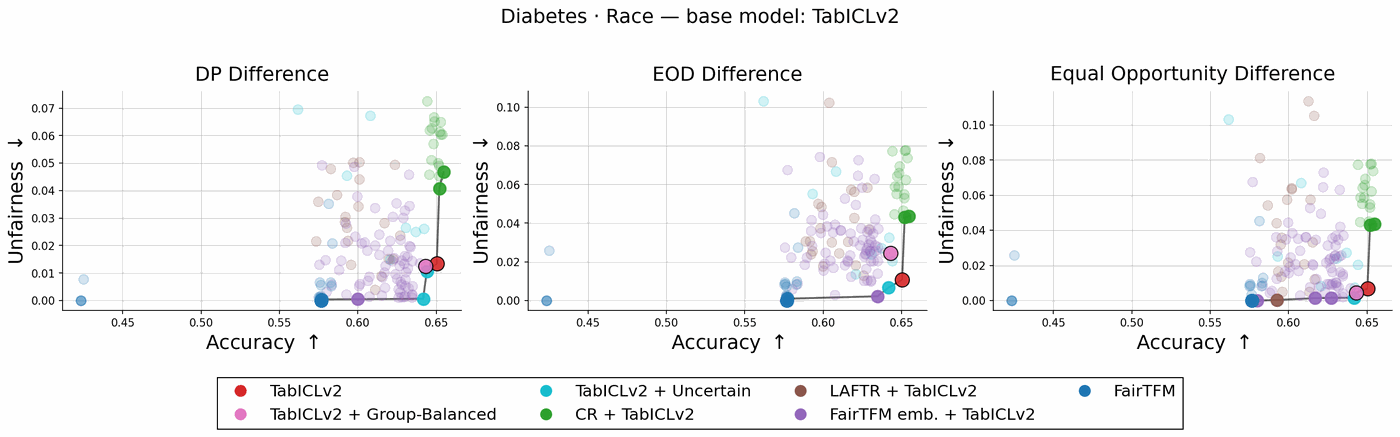 Diabetes · Race — base model: TabICLv2
DP Difference
EOD Difference
Equal Opportunity Difference
Unfairness ↓
0.07
0.06
0.05
0.04
0.03
0.02
0.01
0.00
0.45
0.50
0.55
0.60
0.65
Accuracy ↑
Unfairness ↓
0.10
0.08
0.06
0.04
0.02
0.00
0.45
0.50
0.55
0.60
0.65
Accuracy ↑
Unfairness ↓
0.10
0.08
0.06
0.04
0.02
0.00
0.45
0.50
0.55
0.60
0.65
Accuracy ↑
TabICLv2
TabICLv2 + Group-Balanced
TabICLv2 + Uncertain
CR + TabICLv2
LAFTR + TabICLv2
FairTFM emb. + TabICLv2
FairTFM